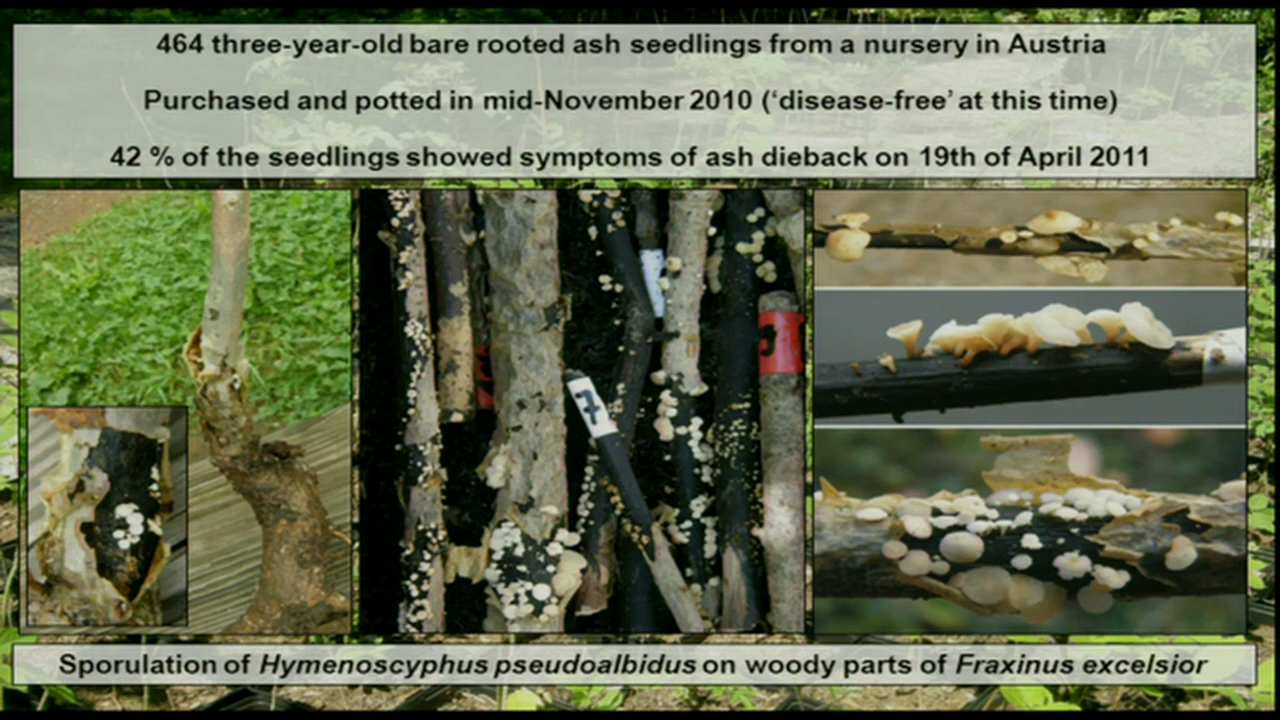 464 three-year-old bare rooted ash seedlings from a nursery in Austria
Purchased and potted in mid-November 2010 (‘disease-free’ at this time)
42 % of the seedlings showed symptoms of ash dieback on 19th of April 2011
7
Sporulation of Hymenoscyphus pseudoalbidus on woody parts of Fraxinus excelsior